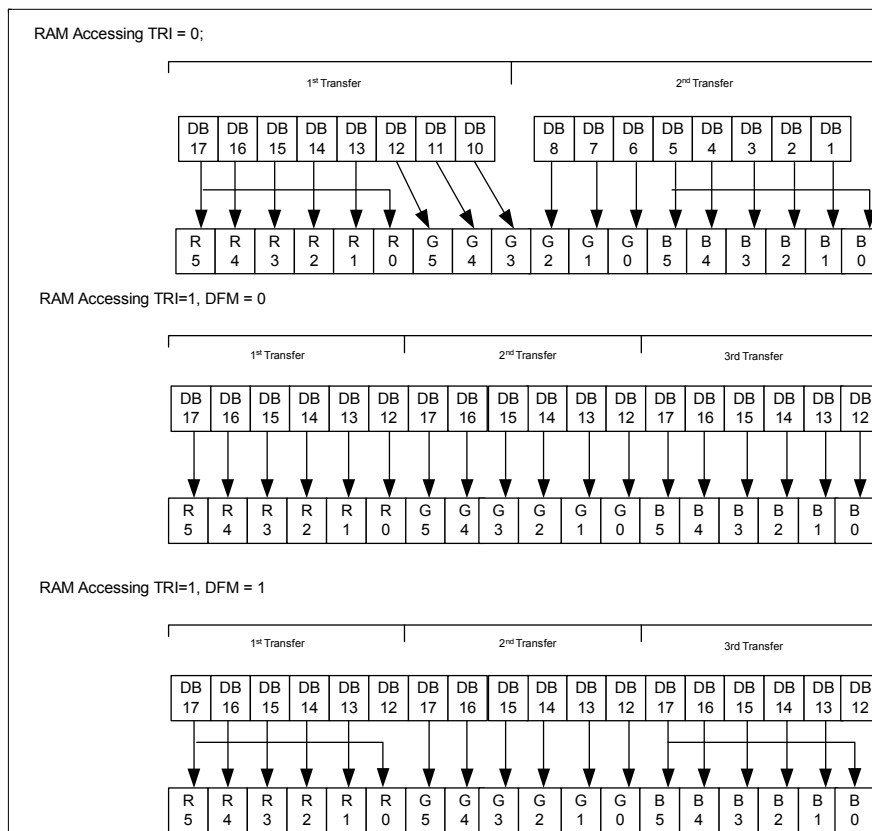 RAM Accessing TRI = 0;
1st Transfer 2nd Transfer
DB DB DB DB DB DB DB DB DB DB DB DB DB DB DB DB
17 16 15 14 13 12 11 10 8 7 6 5 4 3 2 1
R R R R R R G G G G G G B B B B B B
5 4 3 2 1 0 5 4 3 2 1 0 5 4 3 2 1 0
RAM Accessing TRI=1, DFM = 0
1st Transfer 2nd Transfer 3rd Transfer
DB DB DB DB DB DB DB DB DB DB DB DB DB DB DB DB DB DB
17 16 15 14 13 12 17 16 15 14 13 12 17 16 15 14 13 12
R R R R R R G G G G G G B B B B B B
5 4 3 2 1 0 5 4 3 2 1 0 5 4 3 2 1 0
RAM Accessing TRI=1, DFM = 1
1st Transfer 2nd Transfer 3rd Transfer
DB DB DB DB DB DB DB DB DB DB DB DB DB DB DB DB DB DB
17 16 15 14 13 12 17 16 15 14 13 12 17 16 15 14 13 12
R R R R R R G G G G G G B B B B B B
5 4 3 2 1 0 5 4 3 2 1 0 5 4 3 2 1 0